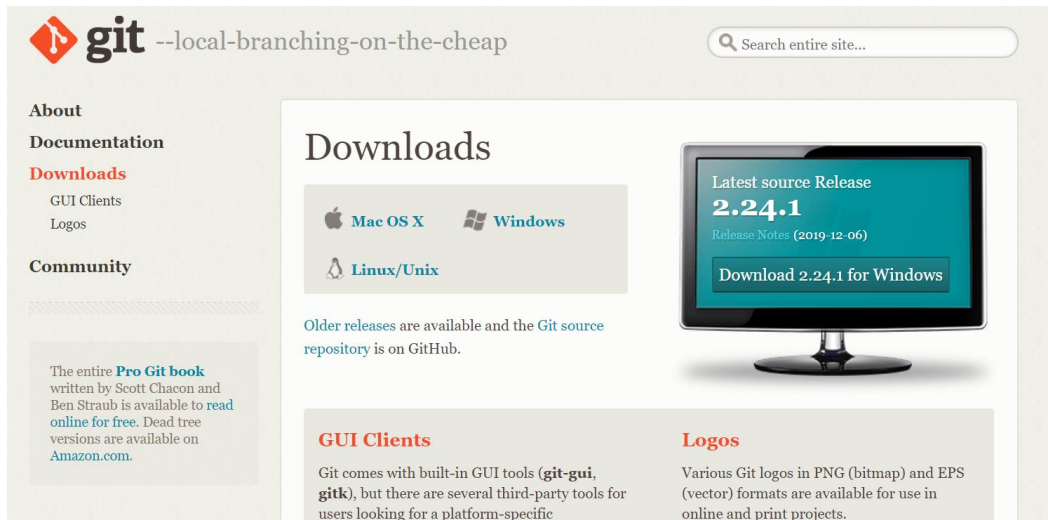 git --local-branching-on-the-cheap
Search entire site...
About
Documentation
Downloads
GUI Clients
Logos
Community
The entire Pro Git book
written by Scott Chacon and
Ben Straub is available to read
online for free. Dead tree
versions are available on
Amazon.com.
Downloads
Mac OS X
Windows
Linux/Unix
Older releases are available and the Git source
repository is on GitHub.
Latest source Release
2.24.1
Release Notes (2019-12-06)
Download 2.24.1 for Windows
GUI Clients
Git comes with built-in GUI tools (git-gui,
gitk), but there are several third-party tools for
users looking for a platform-specific
Logos
Various Git logos in PNG (bitmap) and EPS
(vector) formats are available for use in
online and print projects.